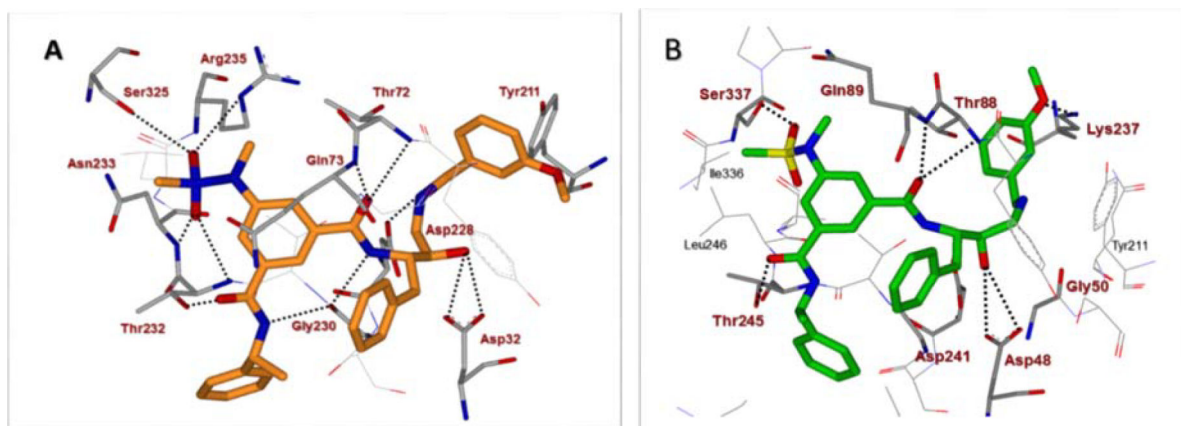 A
Ser325
Arg235
Thr72
Tyr211
Asn233
Gln73
Asp228
Thr232
Gly230
Asp32
B
Ser337
Gln89
Thr88
Lys237
Ile336
Leu246
Tyr211
Gly50
Thr245
Asp241
Asp48